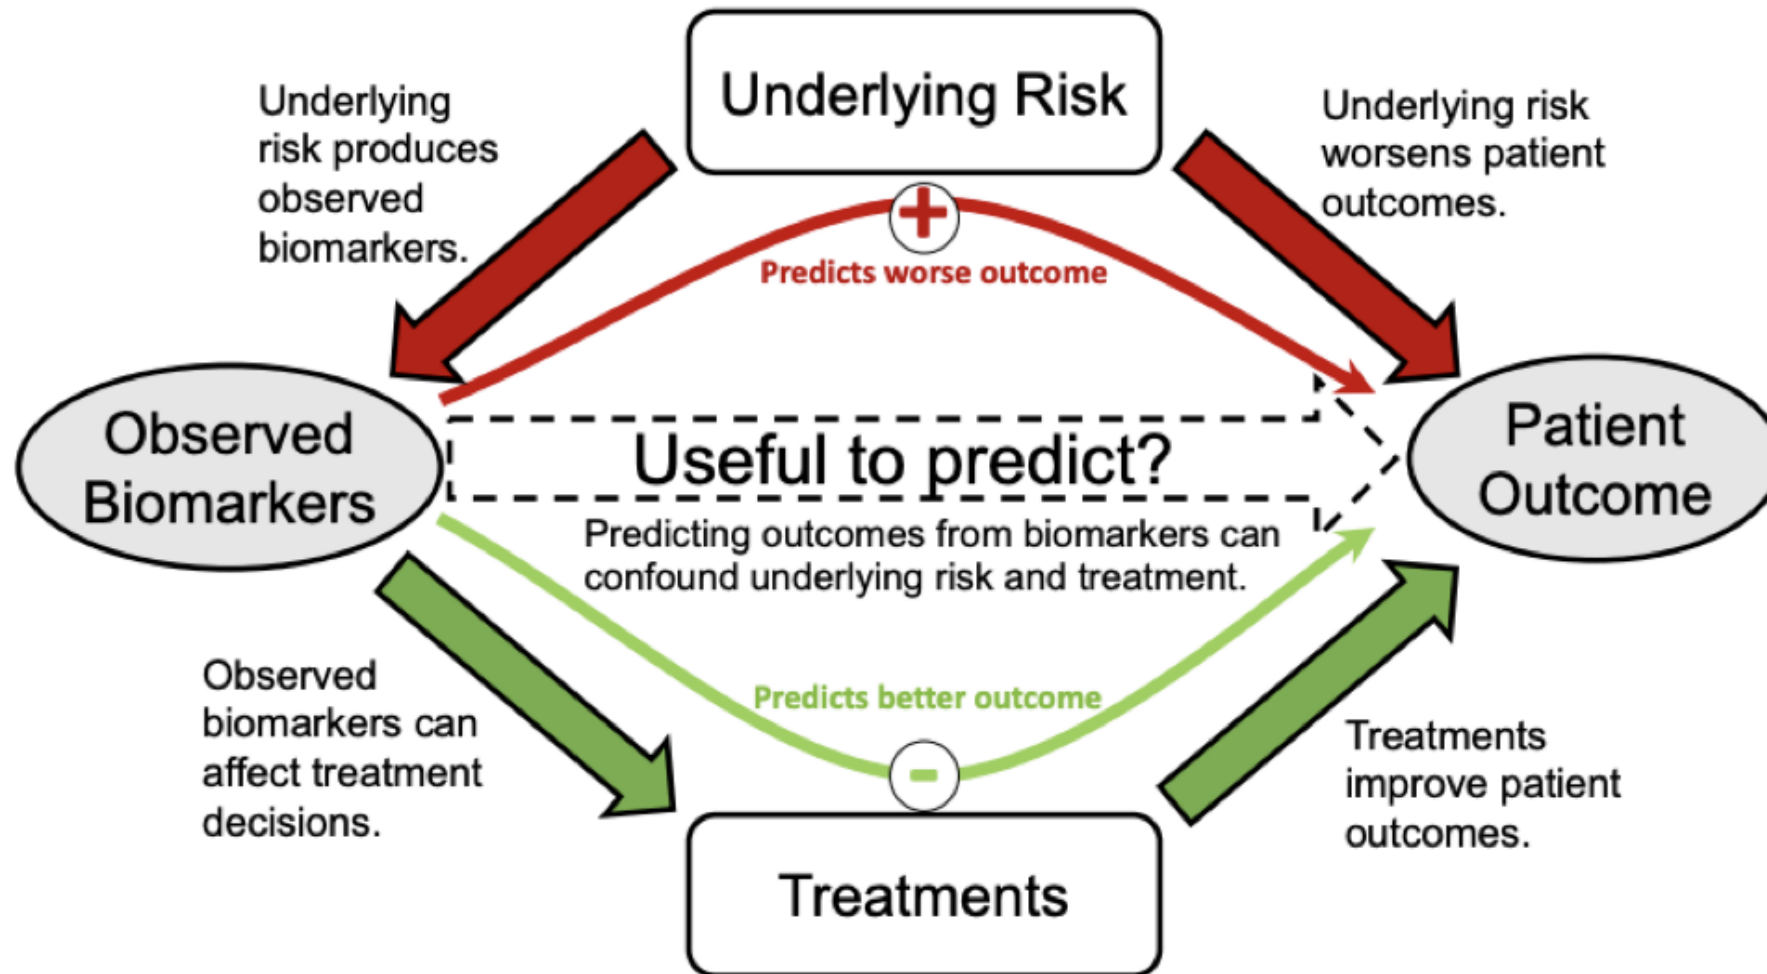 Underlying Risk
Underlying
risk produces
observed
biomarkers.
Underlying risk
worsens patient
outcomes.
+
Predicts worse outcome
Observed
Biomarkers
Useful to predict?
Patient
Outcome
Predicting outcomes from biomarkers can
confound underlying risk and treatment.
Observed
biomarkers can
affect treatment
decisions.
Predicts better outcome
-
Treatments
improve patient
outcomes.
Treatments